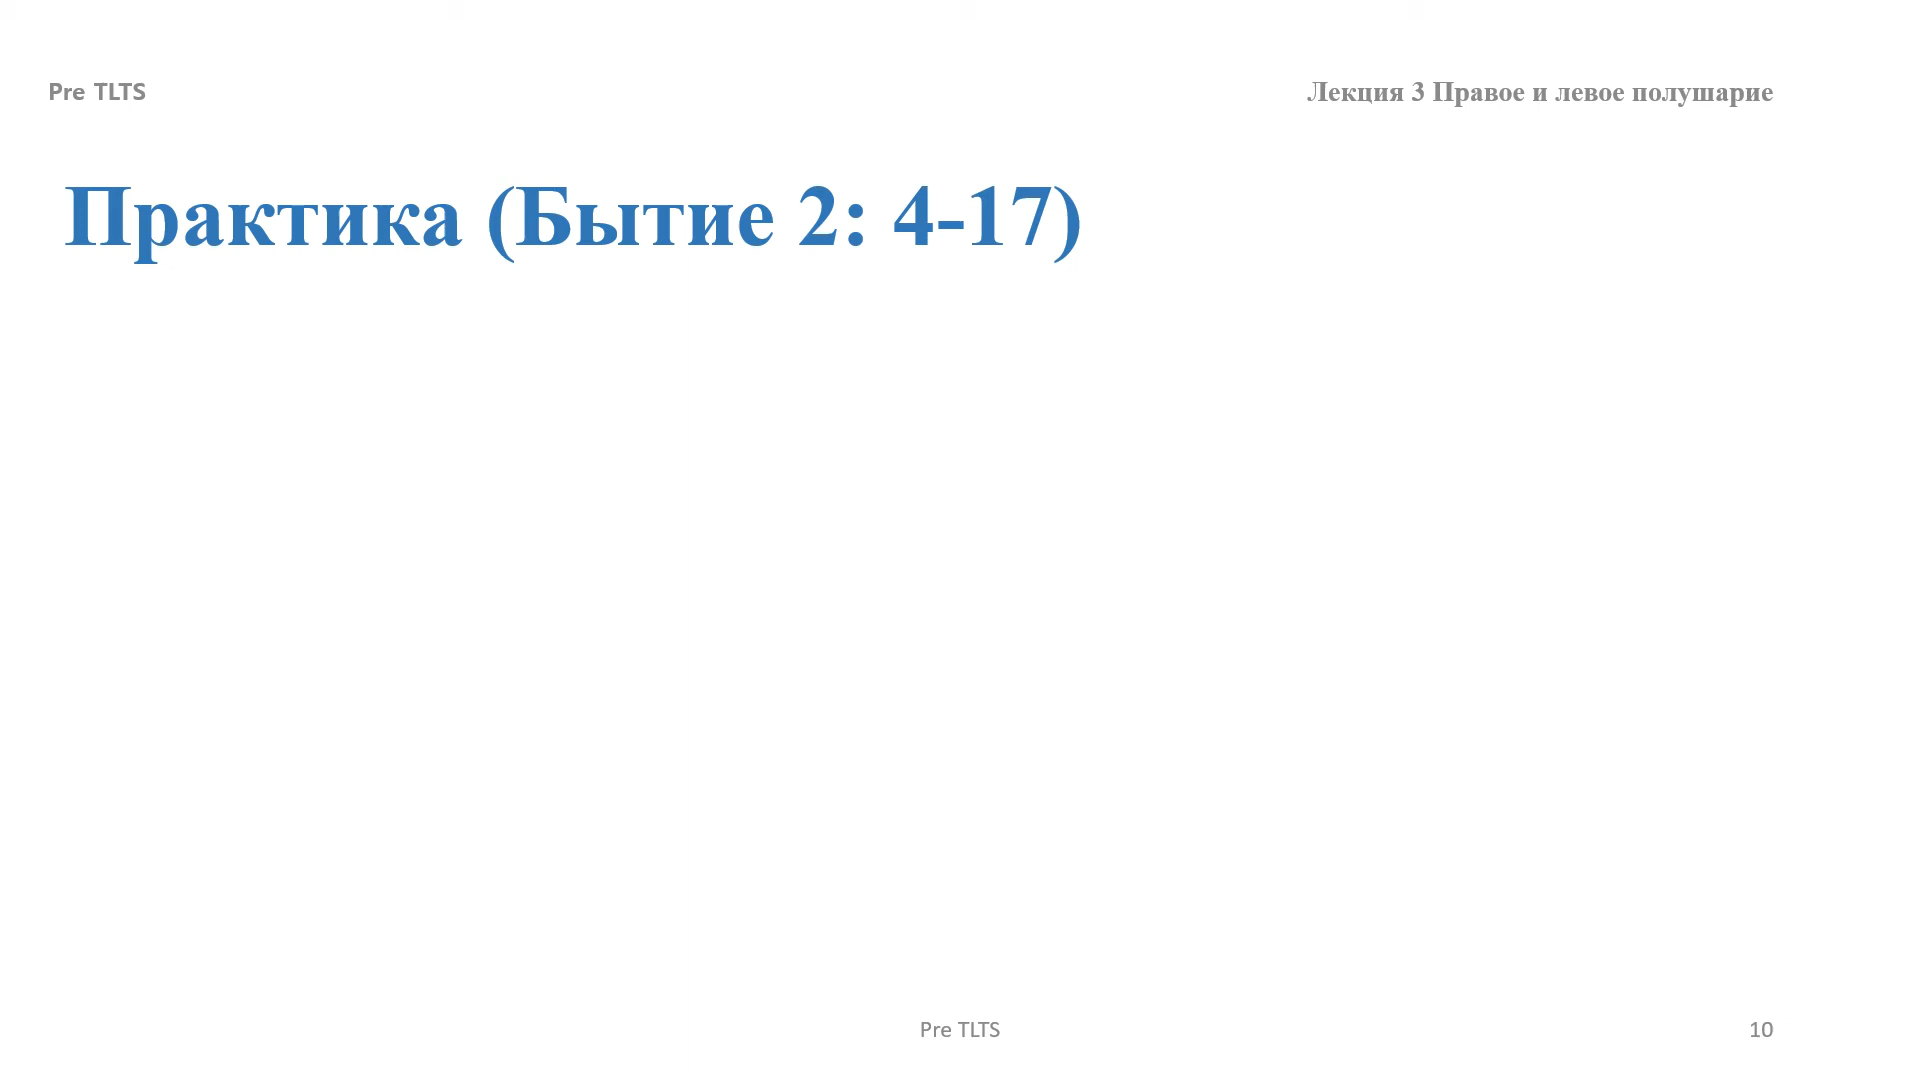 Pre TLTS
Лекция 3 Правое и левое полушарие
Практика (Бытие 2: 4-17)
Pre TLTS
10